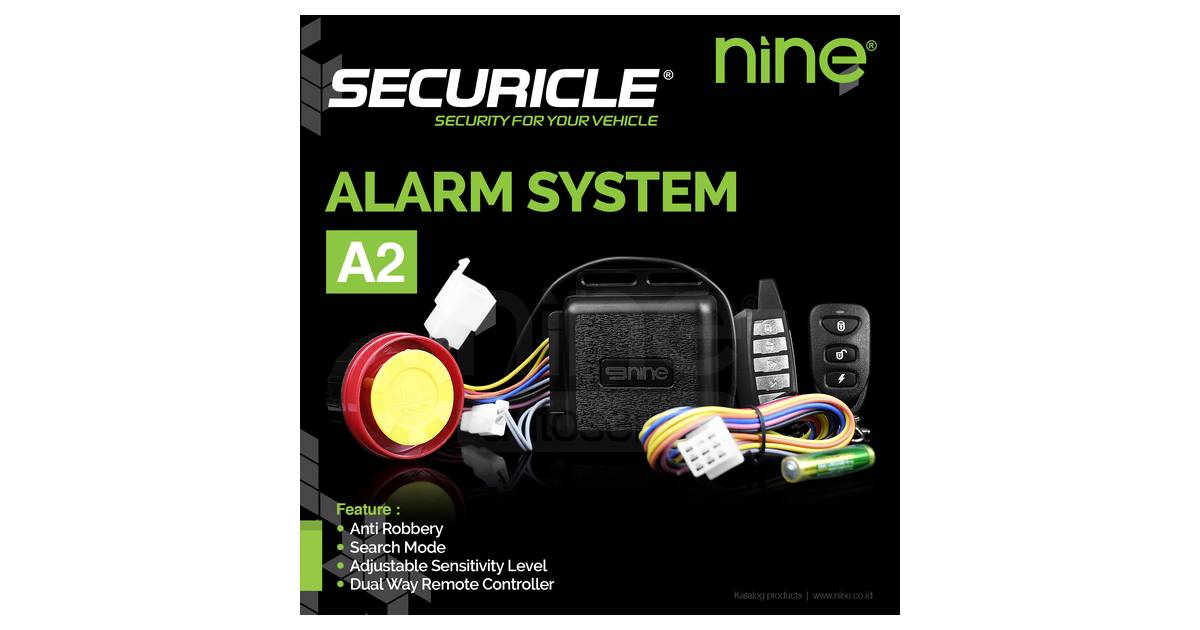 nine®
SECURICLE®
SECURITY FOR YOUR VEHICLE
ALARM SYSTEM
A2
nine
Feature :
• Anti Robbery
• Search Mode
• Adjustable Sensitivity Level
• Dual Way Remote Controller
Katalog products | www.nine.co.id